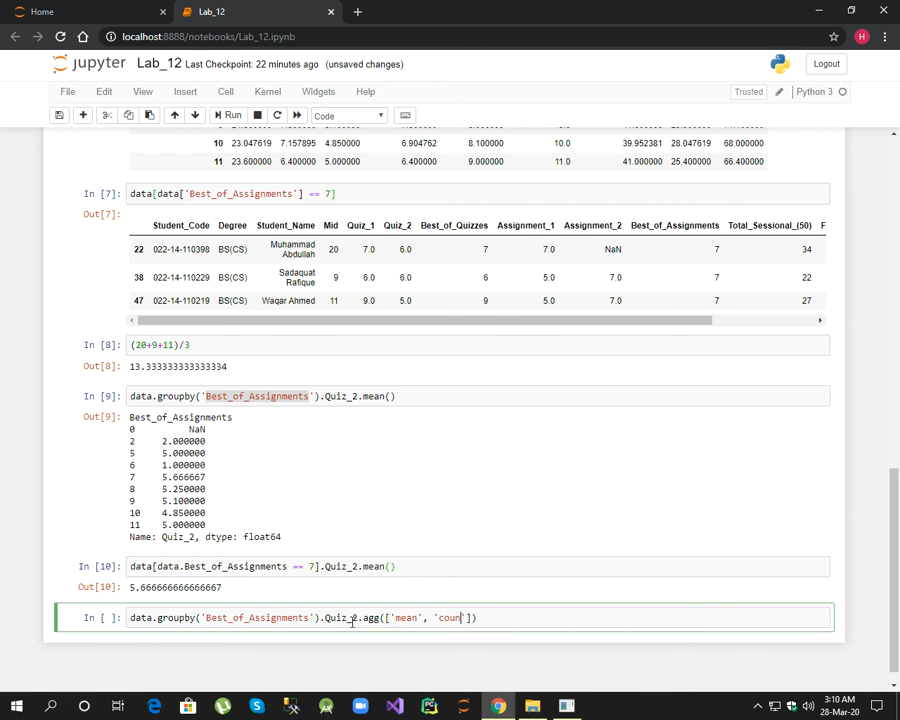 Home
Lab_12
localhost:8888/notebooks/Lab_12.ipynb
H
jupyter Lab_12 Last Checkpoint: 22 minutes ago (unsaved changes)
Logout
File Edit View Insert Cell Kernel Widgets Help
Trusted Python 3
Run Code
10 23.047619 7.157895 4.850000 6.904762 8.100000 10.0 39.952381 28.047619 68.000000
11 23.600000 6.400000 5.000000 6.400000 9.000000 11.0 41.000000 25.400000 66.400000
In [7]: data[data['Best_of_Assignments'] == 7]
Out[7]:
Student_Code Degree Student_Name Mid Quiz_1 Quiz_2 Best_of_Quizzes Assignment_1 Assignment_2 Best_of_Assignments Total_Sessional_(50) F
22 022-14-110398 BS(CS) Muhammad Abdullah 20 7.0 6.0 7 7.0 NaN 7 34
38 022-14-110229 BS(CS) Sadaquat Rafique 9 6.0 6.0 6 5.0 7.0 7 22
47 022-14-110219 BS(CS) Waqar Ahmed 11 9.0 5.0 9 5.0 7.0 7 27
In [8]: (20+9+11)/3
Out[8]: 13.333333333333334
In [9]: data.groupby('Best_of_Assignments').Quiz_2.mean()
Out[9]: Best_of_Assignments
0 NaN
2 2.000000
5 5.000000
6 1.000000
7 5.666667
8 5.250000
9 5.100000
10 4.850000
11 5.000000
Name: Quiz_2, dtype: float64
In [10]: data[data.Best_of_Assignments == 7].Quiz_2.mean()
Out[10]: 5.666666666666667
In [ ]: data.groupby('Best_of_Assignments').Quiz_2.agg(['mean', 'coun'])
3:10 AM
28-Mar-20